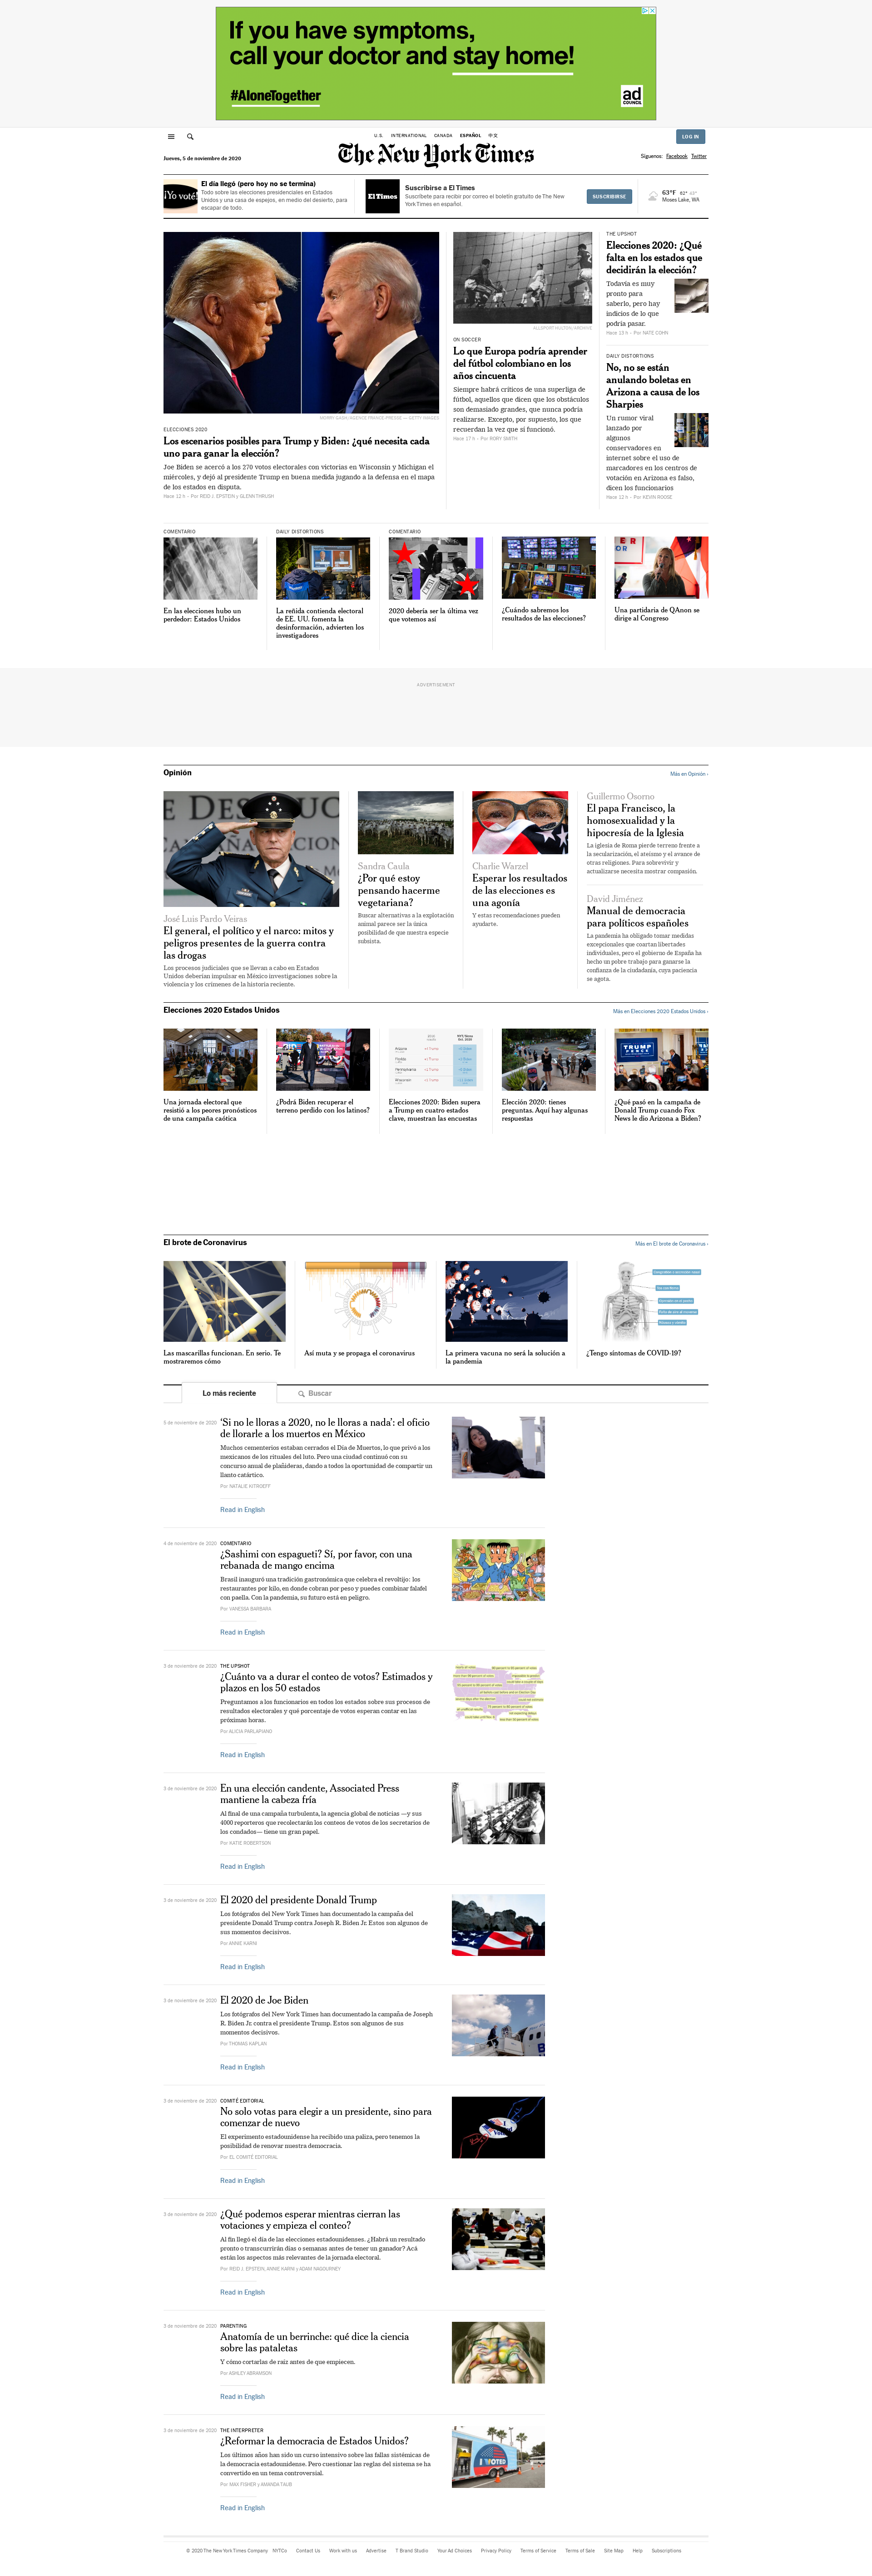 If you have symptoms,
call your doctor and stay home!
#AloneTogether
ad
COUNCIL
U.S. INTERNATIONAL CANADA ESPAÑOL 中文
LOG IN
The New York Times
Jueves, 5 de noviembre de 2020
Síguenos: Facebook Twitter
¡Yo voté!
El día llegó (pero hoy no se termina)
Todo sobre las elecciones presidenciales en Estados
Unidos y una casa de espejos, en medio del desierto, para
escapar de todo.
El Times
Suscribirse a El Times
Suscríbete para recibir por correo el boletín gratuito de The New
York Times en español.
SUSCRIBIRSE
63°F 62° 49°
Moses Lake, WA
ELECCIONES 2020
Los escenarios posibles para Trump y Biden: ¿qué necesita cada
uno para ganar la elección?
Joe Biden se acercó a los 270 votos electorales con victorias en Wisconsin y Michigan el
miércoles, y dejó al presidente Trump en buena medida jugando a la defensa en el mapa
de los estados en disputa.
Hace 12 h - Por REID J. EPSTEIN y GLENN THRUSH
ON SOCCER
Lo que Europa podría aprender
del fútbol colombiano en los
años cincuenta
Siempre habrá críticos de una superliga de
fútbol, aquellos que dicen que los obstáculos
son demasiado grandes, que nunca podría
realizarse. Excepto, por supuesto, los que
recuerdan la vez que sí funcionó.
Hace 17 h - Por RORY SMITH
THE UPSHOT
Elecciones 2020: ¿Qué
falta en los estados que
decidirán la elección?
Todavía es muy
pronto para
saberlo, pero hay
indicios de lo que
podría pasar.
Hace 13 h - Por NATE COHN
DAILY DISTORTIONS
No, no se están
anulando boletas en
Arizona a causa de los
Sharpies
Un rumor viral
lanzado por
algunos
conservadores en
internet sobre el uso de
marcadores en los centros de
votación en Arizona es falso,
dicen los funcionarios
Hace 12 h - Por KEVIN ROOSE
COMENTARIO
En las elecciones hubo un
perdedor: Estados Unidos
DAILY DISTORTIONS
La reñida contienda electoral
de EE. UU. fomenta la
desinformación, advierten los
investigadores
COMENTARIO
2020 debería ser la última vez
que votemos así
¿Cuándo sabremos los
resultados de las elecciones?
Una partidaria de QAnon se
dirige al Congreso
ADVERTISEMENT
Opinión
Más en Opinión ›
José Luis Pardo Veiras
El general, el político y el narco: mitos y
peligros presentes de la guerra contra
las drogas
Los procesos judiciales que se llevan a cabo en Estados
Unidos deberían impulsar en México investigaciones sobre la
violencia y los crímenes de la historia reciente.
Sandra Caula
¿Por qué estoy
pensando hacerme
vegetariana?
Buscar alternativas a la explotación
animal parece ser la única
posibilidad de que nuestra especie
subsista.
Charlie Warzel
Esperar los resultados
de las elecciones es
una agonía
Y estas recomendaciones pueden
ayudarte.
Guillermo Osorno
El papa Francisco, la
homosexualidad y la
hipocresía de la Iglesia
La iglesia de Roma pierde terreno frente a
la secularización, el ateísmo y el avance de
otras religiones. Para sobrevivir y
actualizarse necesita mostrar compasión.
David Jiménez
Manual de democracia
para políticos españoles
La pandemia ha obligado tomar medidas
excepcionales que coartan libertades
individuales, pero el gobierno de España ha
hecho un pobre trabajo para ganarse la
confianza de la ciudadanía, cuya paciencia
se agota.
Elecciones 2020 Estados Unidos
Más en Elecciones 2020 Estados Unidos ›
Una jornada electoral que
resistió a los peores pronósticos
de una campaña caótica
¿Podrá Biden recuperar el
terreno perdido con los latinos?
Elecciones 2020: Biden supera
a Trump en cuatro estados
clave, muestran las encuestas
Elección 2020: tienes
preguntas. Aquí hay algunas
respuestas
¿Qué pasó en la campaña de
Donald Trump cuando Fox
News le dio Arizona a Biden?
El brote de Coronavirus
Más en El brote de Coronavirus ›
Las mascarillas funcionan. En serio. Te
mostraremos cómo
Así muta y se propaga el coronavirus
La primera vacuna no será la solución a
la pandemia
¿Tengo síntomas de COVID-19?
Lo más reciente
Buscar
5 de noviembre de 2020
'Si no le lloras a 2020, no le lloras a nada': el oficio
de llorarle a los muertos en México
Muchos cementerios estaban cerrados el Día de Muertos, lo que privó a los
mexicanos de los rituales del luto. Pero una ciudad continuó con su
concurso anual de plañideras, dando a todos la oportunidad de compartir un
llanto catártico.
Por NATALIE KITROEFF
Read in English
4 de noviembre de 2020
COMENTARIO
¿Sashimi con espagueti? Sí, por favor, con una
rebanada de mango encima
Brasil inauguró una tradición gastronómica que celebra el revoltijo: los
restaurantes por kilo, en donde cobran por peso y puedes combinar falafel
con paella. Con la pandemia, su futuro está en peligro.
Por VANESSA BARBARA
Read in English
3 de noviembre de 2020
THE UPSHOT
¿Cuánto va a durar el conteo de votos? Estimados y
plazos en los 50 estados
Preguntamos a los funcionarios en todos los estados sobre sus procesos de
resultados electorales y qué porcentaje de votos esperan contar en las
próximas horas.
Por ALICIA PARLAPIANO
Read in English
3 de noviembre de 2020
En una elección candente, Associated Press
mantiene la cabeza fría
Al final de una campaña turbulenta, la agencia global de noticias —y sus
4000 reporteros que recolectarán los conteos de votos de los secretarios de
los condados— tiene un gran papel.
Por KATIE ROBERTSON
Read in English
3 de noviembre de 2020
El 2020 del presidente Donald Trump
Los fotógrafos del New York Times han documentado la campaña del
presidente Donald Trump contra Joseph R. Biden Jr. Estos son algunos de
sus momentos decisivos.
Por ANNIE KARNI
Read in English
3 de noviembre de 2020
El 2020 de Joe Biden
Los fotógrafos del New York Times han documentado la campaña de Joseph
R. Biden Jr. contra el presidente Trump. Estos son algunos de sus
momentos decisivos.
Por THOMAS KAPLAN
Read in English
3 de noviembre de 2020
COMITÉ EDITORIAL
No solo votas para elegir a un presidente, sino para
comenzar de nuevo
El experimento estadounidense ha recibido una paliza, pero tenemos la
posibilidad de renovar nuestra democracia.
Por EL COMITÉ EDITORIAL
Read in English
3 de noviembre de 2020
¿Qué podemos esperar mientras cierran las
votaciones y empieza el conteo?
Al fin llegó el día de las elecciones estadounidenses. ¿Habrá un resultado
pronto o transcurrirán días o semanas antes de tener un ganador? Acá
están los aspectos más relevantes de la jornada electoral.
Por REID J. EPSTEIN, ANNIE KARNI y ADAM NAGOURNEY
Read in English
3 de noviembre de 2020
PARENTING
Anatomía de un berrinche: qué dice la ciencia
sobre las pataletas
Y cómo cortarlas de raíz antes de que empiecen.
Por ASHLEY ABRAMSON
Read in English
3 de noviembre de 2020
THE INTERPRETER
¿Reformar la democracia de Estados Unidos?
Los últimos años han sido un curso intensivo sobre las fallas sistémicas de
la democracia estadounidense. Pero cuestionar las reglas del sistema se ha
convertido en un tema controversial.
Por MAX FISHER y AMANDA TAUB
I VOTED
Read in English
© 2020 The New York Times Company NYTCo Contact Us Work with us Advertise T Brand Studio Your Ad Choices Privacy Policy Terms of Service Terms of Sale Site Map Help Subscriptions